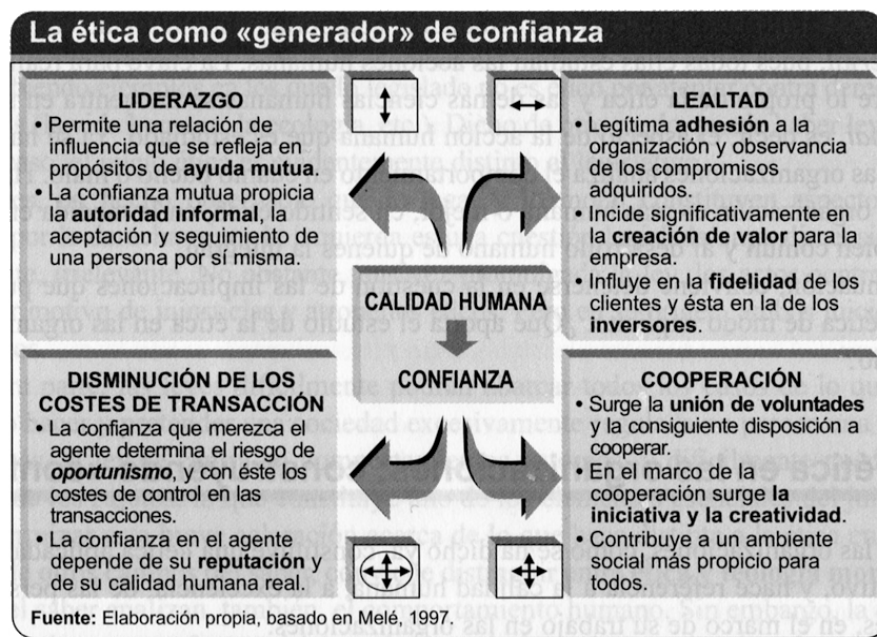 La ética como «generador» de confianza
LIDERAZGO
• Permite una relación de
influencia que se refleja en
propósitos de ayuda mutua.
• La confianza mutua propicia
la autoridad informal, la
aceptación y seguimiento de
una persona por sí misma.
LEALTAD
• Legítima adhesión a la
organización y observancia
de los compromisos
adquiridos.
• Incide significativamente en
la creación de valor para la
empresa.
• Influye en la fidelidad de los
clientes y ésta en la de los
inversores.
CALIDAD HUMANA
CONFIANZA
DISMINUCIÓN DE LOS
COSTES DE TRANSACCIÓN
• La confianza que merezca el
agente determina el riesgo de
oportunismo, y con éste los
costes de control en las
transacciones.
• La confianza en el agente
depende de su reputación y
de su calidad humana real.
COOPERACIÓN
• Surge la unión de voluntades
y la consiguiente disposición a
cooperar.
• En el marco de la
cooperación surge la
iniciativa y la creatividad.
• Contribuye a un ambiente
social más propicio para
todos.
Fuente: Elaboración propia, basado en Melé, 1997.